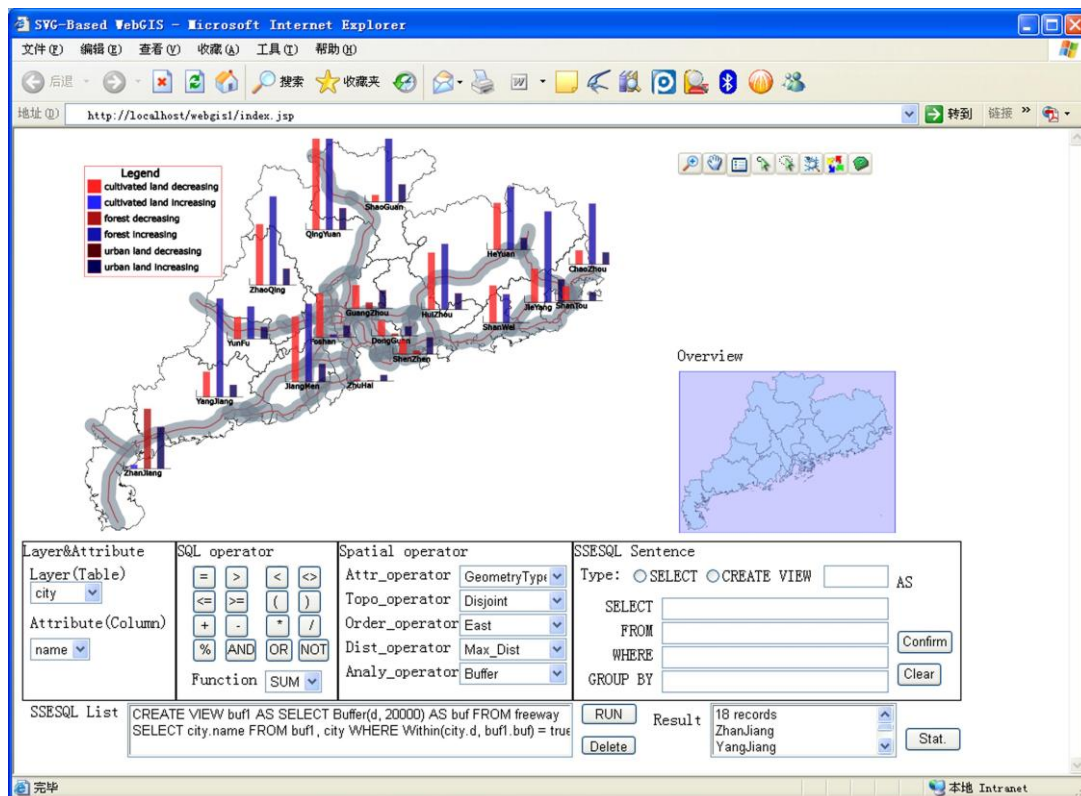 SVG-Based WebGIS - Microsoft Internet Explorer
文件(F) 编辑(E) 查看(V) 收藏(A) 工具(T) 帮助(H)
后退 搜索 收藏夹
地址(D) http://localhost/webgis1/index.jsp 转到 链接 »
Legend
cultivated land decreasing
cultivated land increasing
forest decreasing
forest increasing
urban land decreasing
urban land increasing
ShaoGuan
QingYuan
HeYuan
ChaoZhou
ZhaoQing
JieYang
ShanTou
GuangZhou
HuiZhou
ShanWei
YunFu
Foshan
DongGuan
ShenZhen
JiangMen
ZhuHai
YangJiang
ZhanJiang
Overview
Layer&Attribute
Layer(Table)
city
Attribute(Column)
name
SQL operator
= > < <>
<= >= ( )
+ - * /
% AND OR NOT
Function SUM
Spatial operator
Attr_operator GeometryType
Topo_operator Disjoint
Order_operator East
Dist_operator Max_Dist
Analy_operator Buffer
SSESQL Sentence
Type: SELECT CREATE VIEW AS
SELECT
FROM
WHERE
GROUP BY
Confirm
Clear
SSESQL List
CREATE VIEW buf1 AS SELECT Buffer(d, 20000) AS buf FROM freeway
SELECT city.name FROM buf1, city WHERE Within(city.d, buf1.buf) = true
RUN
Delete
Result
18 records
ZhanJiang
YangJiang
Stat.
完毕 本地 Intranet